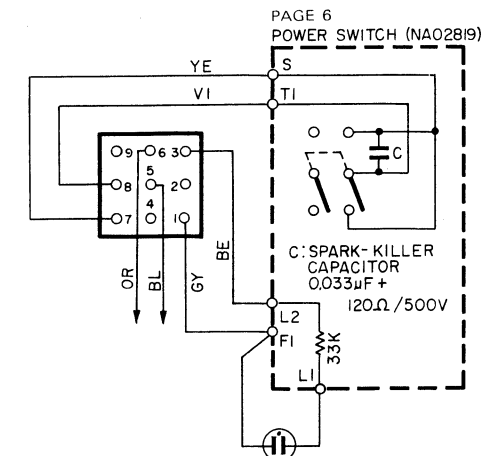 PAGE 6
POWER SWITCH (NA02819)
YE
S
VI
T1
9
6
3
C
5
8
2
4
7
1
C: SPARK-KILLER
CAPACITOR
0.033µF +
120Ω/500V
OR
BL
GY
BE
L2
F1
33K
L1